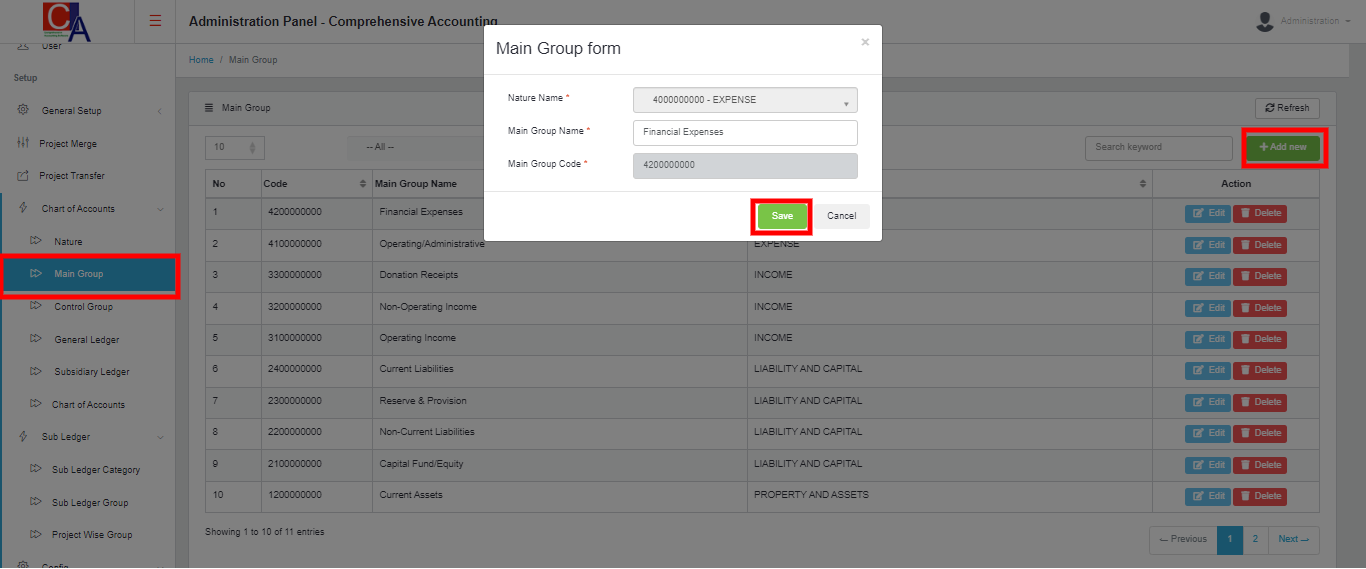 CA
Administration Panel - Comprehensive Accounting
Administration
User
Setup
General Setup
Project Merge
Project Transfer
Chart of Accounts
Nature
Main Group
Control Group
General Ledger
Subsidiary Ledger
Chart of Accounts
Sub Ledger
Sub Ledger Category
Sub Ledger Group
Project Wise Group
Config
Home / Main Group
Main Group
Refresh
10
-- All --
Search keyword
+ Add new
Main Group form ×
Nature Name * 4000000000 - EXPENSE
Main Group Name * Financial Expenses
Main Group Code * 4200000000
Save Cancel
No Code Main Group Name Action
1 4200000000 Financial Expenses Edit Delete
2 4100000000 Operating/Administrative EXPENSE Edit Delete
3 3300000000 Donation Receipts INCOME Edit Delete
4 3200000000 Non-Operating Income INCOME Edit Delete
5 3100000000 Operating Income INCOME Edit Delete
6 2400000000 Current Liabilities LIABILITY AND CAPITAL Edit Delete
7 2300000000 Reserve & Provision LIABILITY AND CAPITAL Edit Delete
8 2200000000 Non-Current Liabilities LIABILITY AND CAPITAL Edit Delete
9 2100000000 Capital Fund/Equity LIABILITY AND CAPITAL Edit Delete
10 1200000000 Current Assets PROPERTY AND ASSETS Edit Delete
Showing 1 to 10 of 11 entries
← Previous 1 2 Next →